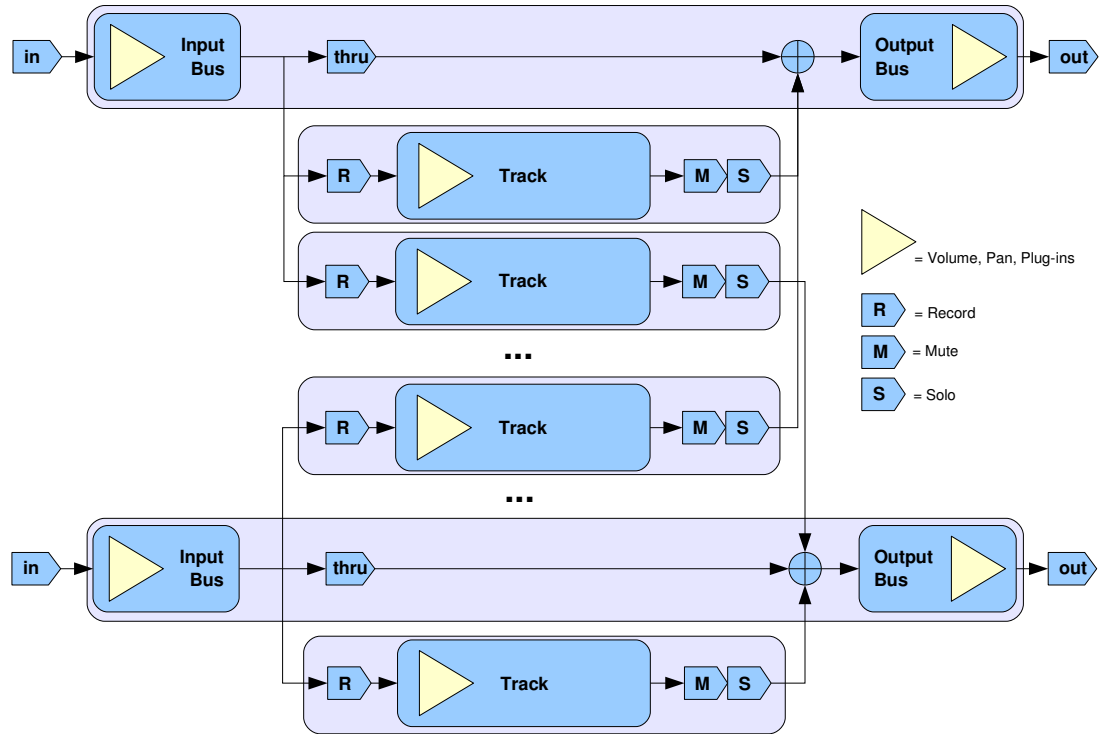 in
Input
Bus
thru
Output
Bus
out
R
Track
M
S
R
Track
M
S
= Volume, Pan, Plug-ins
R
= Record
...
M
= Mute
R
Track
M
S
S
= Solo
...
in
Input
Bus
thru
Output
Bus
out
R
Track
M
S